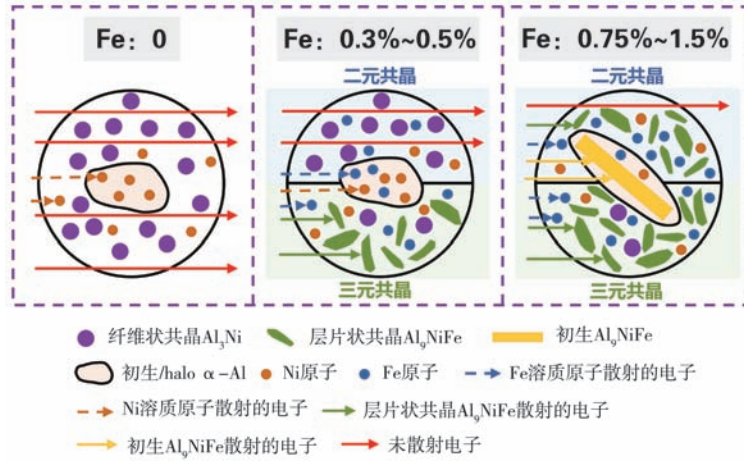 Fe： 0
Fe： 0.3%~0.5%
Fe： 0.75%~1.5%
二元共晶
二元共晶
三元共晶
三元共晶
纤维状共晶Al3Ni
层片状共晶Al9NiFe
初生Al9NiFe
初生/halo α-Al
Ni原子
Fe原子
Fe溶质原子散射的电子
Ni溶质原子散射的电子
层片状共晶Al9NiFe散射的电子
初生Al9NiFe散射的电子
未散射电子